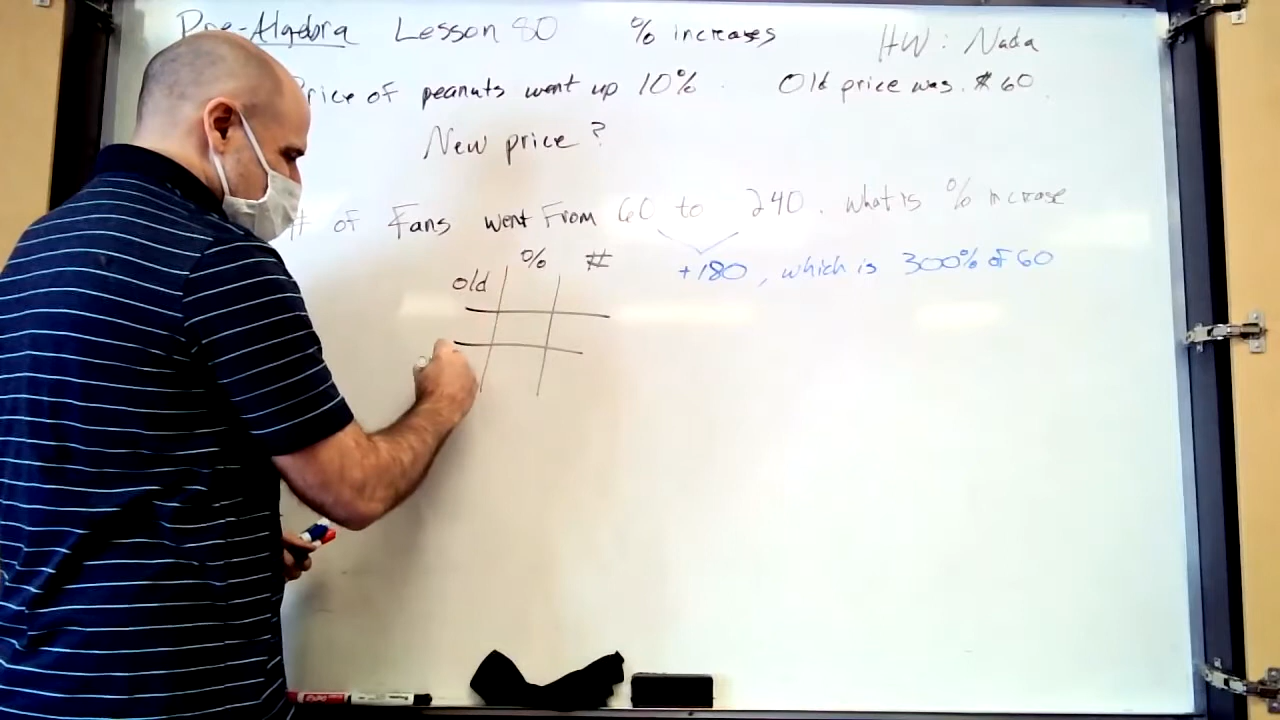 Pre-Algebra Lesson 80 % increases HW: Nada
Price of peanuts went up 10%. Old price was $60.
New price?
# of Fans went From 60 to 240. What is % increase
+180, which is 300% of 60
% #
Old